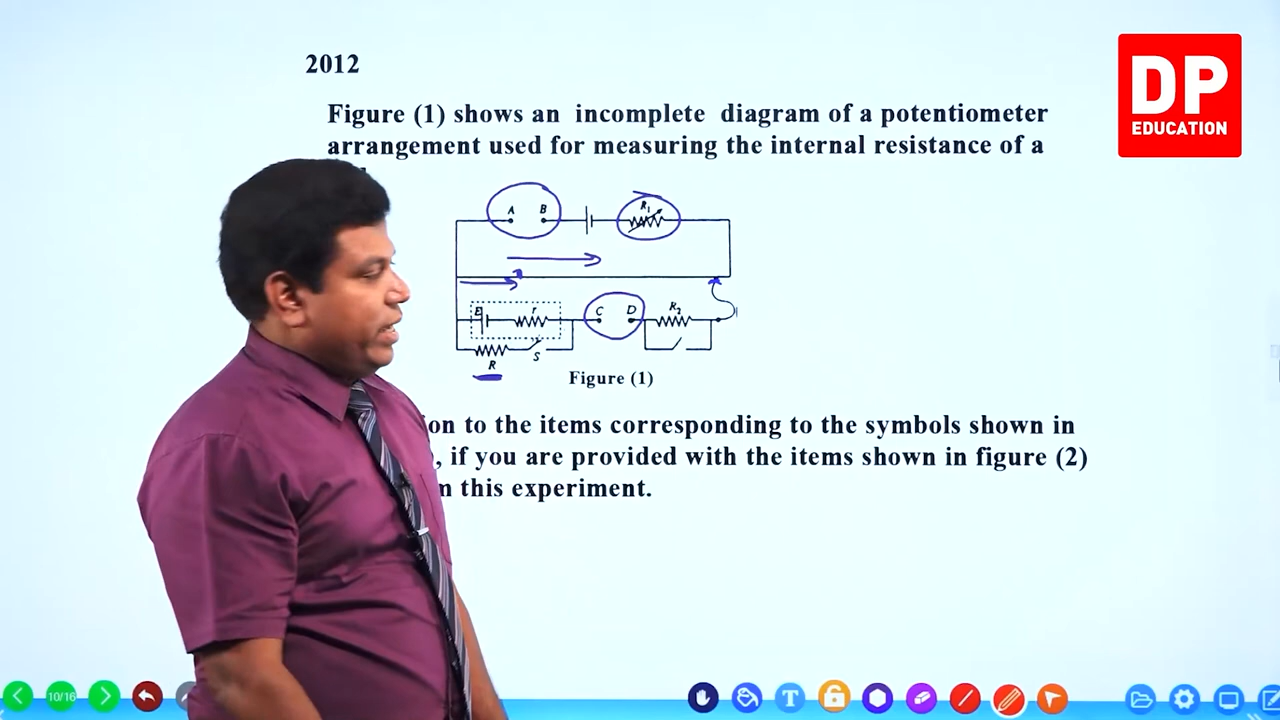 2012
DP
EDUCATION
Figure (1) shows an incomplete diagram of a potentiometer
arrangement used for measuring the internal resistance of a
A B R₁
E r C D R₂
R S
Figure (1)
to the items corresponding to the symbols shown in
, if you are provided with the items shown in figure (2)
this experiment.
10/16
T